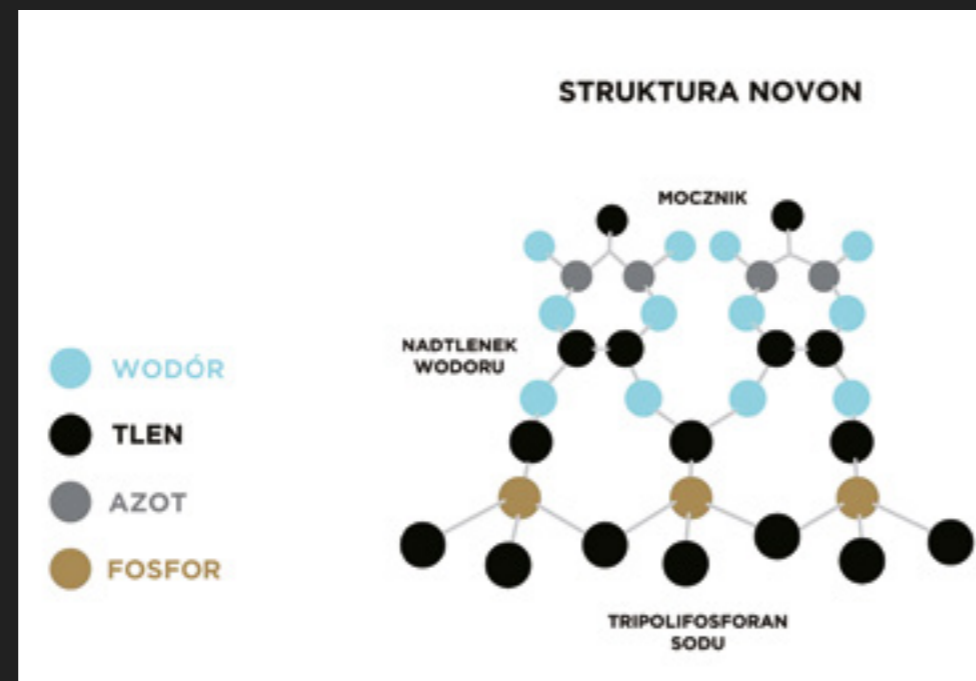 STRUKTURA NOVON
MOCZNIK
NADTLENEK
WODORU
WODÓR
TLEN
AZOT
FOSFOR
TRIPOLIFOSFORAN
SODU